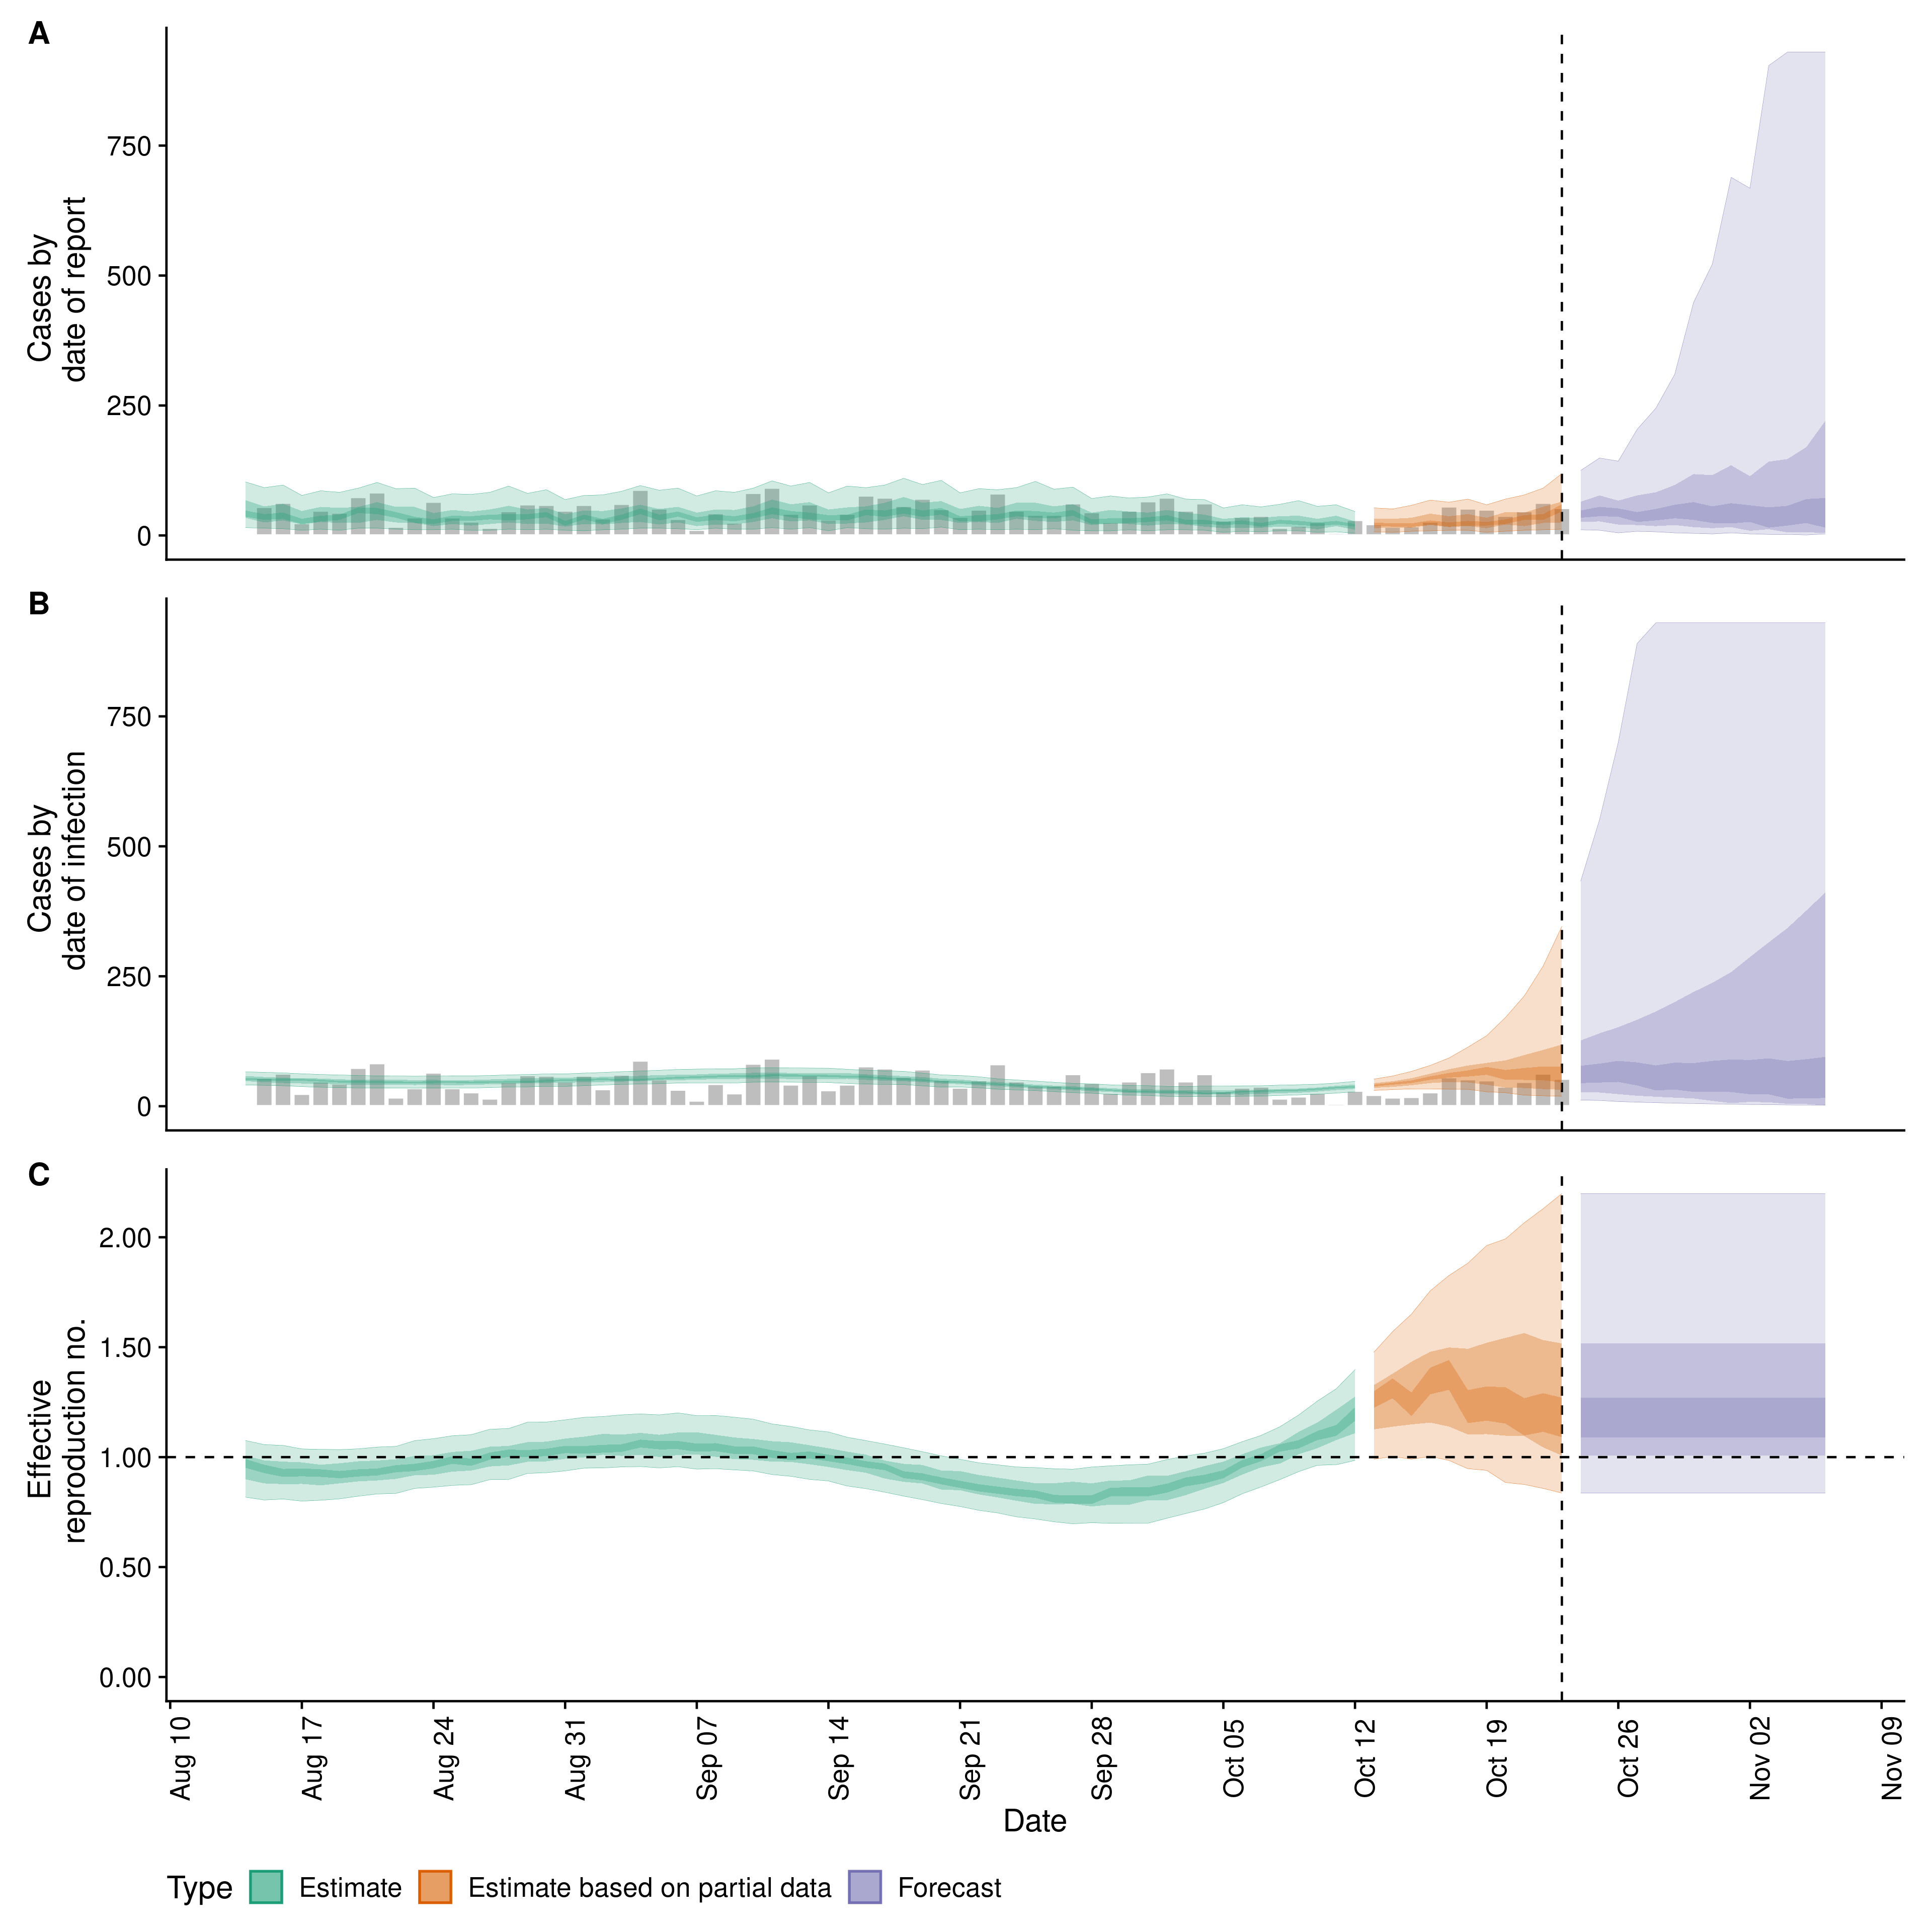 A
Cases by
date of report
750
500
250
0
B
Cases by
date of infection
750
500
250
0
C
Effective
reproduction no.
2.00
1.50
1.00
0.50
0.00
Aug 10
Aug 17
Aug 24
Aug 31
Sep 07
Sep 14
Sep 21
Sep 28
Oct 05
Oct 12
Oct 19
Oct 26
Nov 02
Nov 09
Date
Type Estimate Estimate based on partial data Forecast